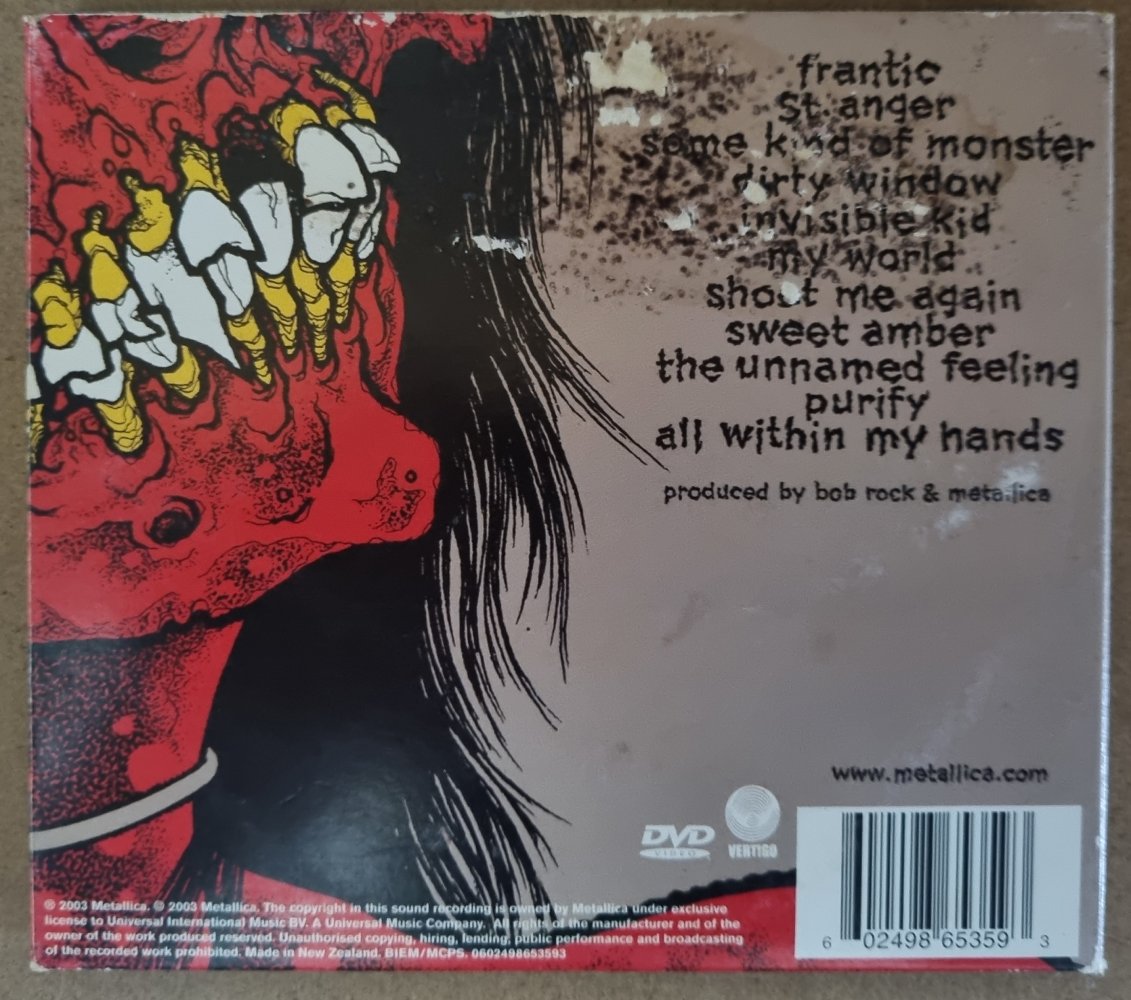 frantic
St. anger
some kind of monster
dirty window
invisible kid
my world
shoot me again
sweet amber
the unnamed feeling
purify
all within my hands
produced by bob rock & metallica
www.metallica.com
DVD
VIDEO
VERTIGO
℗ 2003 Metallica. © 2003 Metallica. The copyright in this sound recording is owned by Metallica under exclusive
license to Universal International Music BV. A Universal Music Company. All rights of the manufacturer and of the
owner of the work produced reserved. Unauthorised copying, hiring, lending, public performance and broadcasting
of the recorded work prohibited. Made in New Zealand. BIEM/MCPS. 0602498653593
6 02498 65359 3